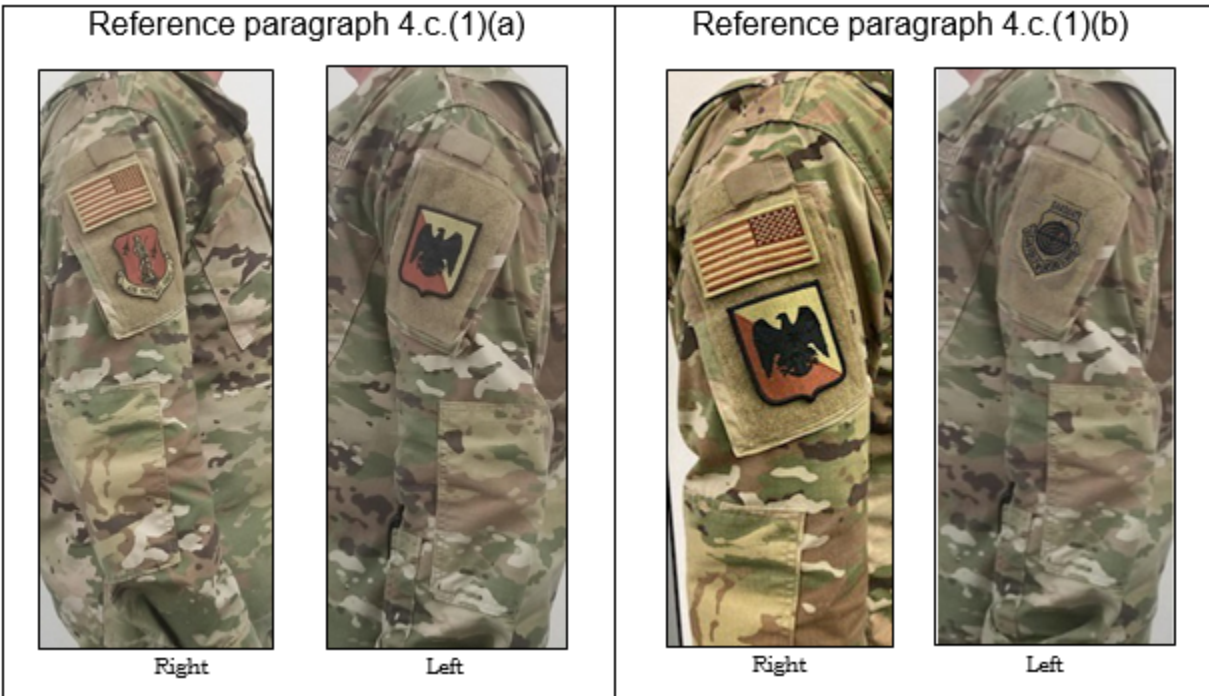 Reference paragraph 4.c.(1)(a)
Reference paragraph 4.c.(1)(b)
Right
Left
Right
Left